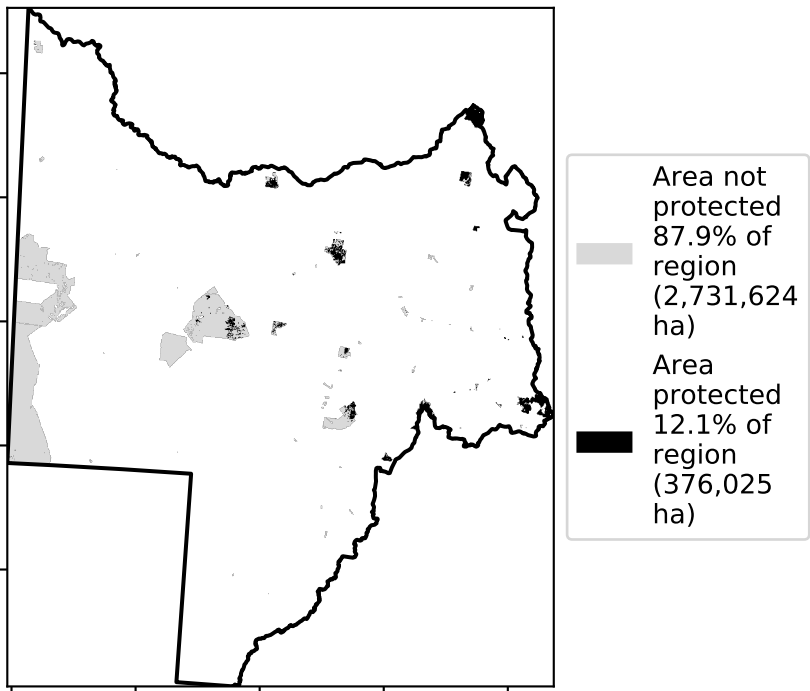 Area not
protected
87.9% of
region
(2,731,624
ha)
Area
protected
12.1% of
region
(376,025
ha)